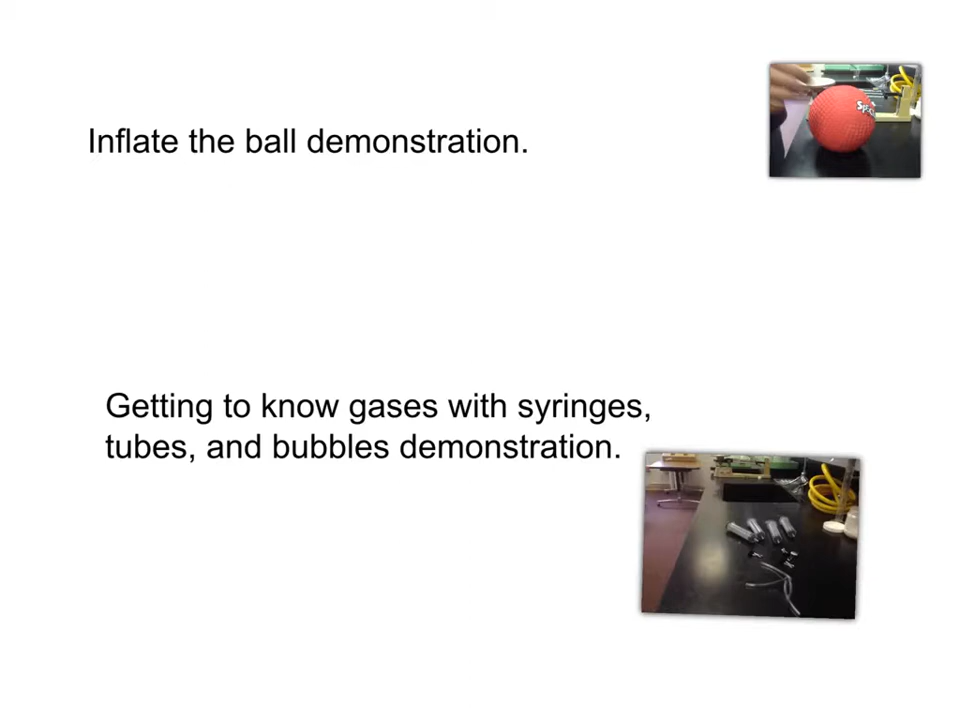 Inflate the ball demonstration.
Getting to know gases with syringes,
tubes, and bubbles demonstration.